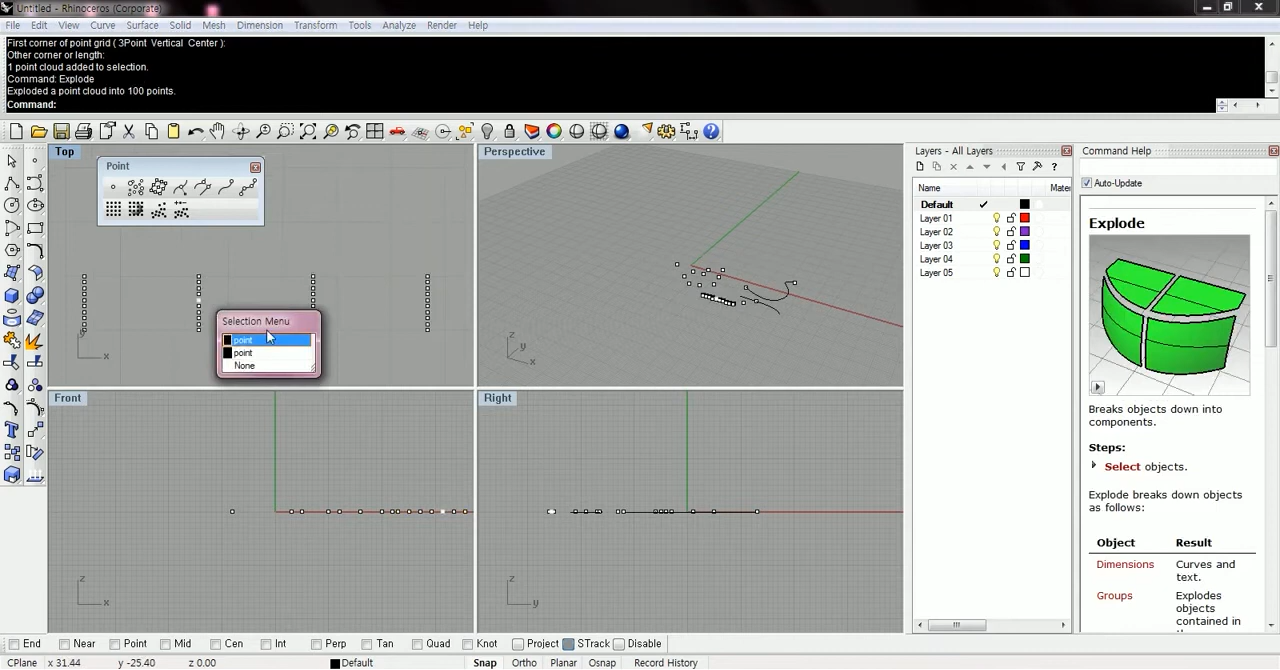 Untitled - Rhinoceros (Corporate)
File Edit View Curve Surface Solid Mesh Dimension Transform Tools Analyze Render Help
First corner of point grid ( 3Point Vertical Center ):
Other corner or length:
1 point cloud added to selection.
Command: Explode
Exploded a point cloud into 100 points.
Command:
Top
Point
Perspective
Layers - All Layers
Command Help
Auto-Update
Name Mate
Default
Layer 01
Layer 02
Layer 03
Layer 04
Layer 05
Explode
Selection Menu
point
point
None
y
x
z
y
x
Front
Right
z
x
z
y
Breaks objects down into
components.
Steps:
Select objects.
Explode breaks down objects
as follows:
Object Result
Dimensions Curves and
text.
Groups Explodes
objects
contained in
End Near Point Mid Cen Int Perp Tan Quad Knot Project STrack Disable
CPlane x 31.44 y -25.40 z 0.00 Default Snap Ortho Planar Osnap Record History